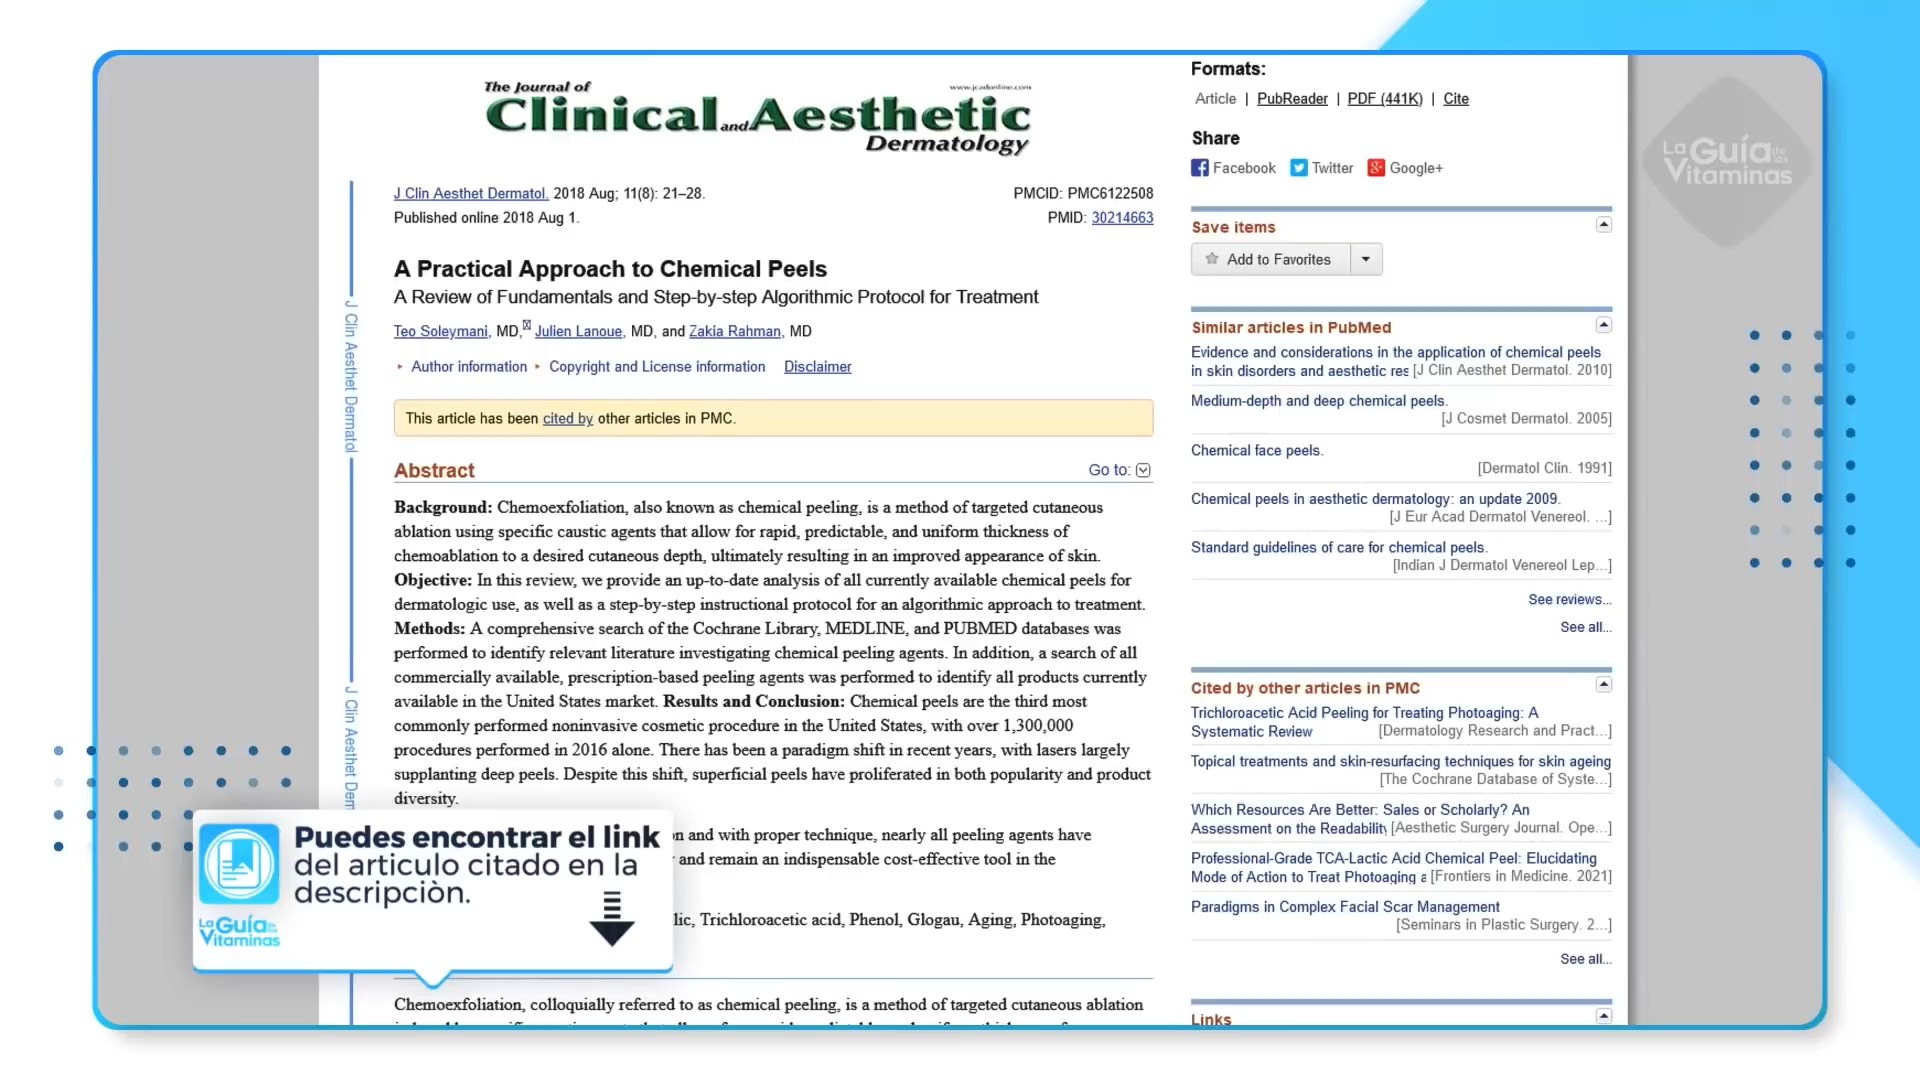 The Journal of
www.jcadonline.com
Clinical and Aesthetic
Dermatology
J Clin Aesthet Dermatol. 2018 Aug; 11(8): 21–28.
PMCID: PMC6122508
Published online 2018 Aug 1.
PMID: 30214663
A Practical Approach to Chemical Peels
A Review of Fundamentals and Step-by-step Algorithmic Protocol for Treatment
Teo Soleymani, MD, Julien Lanoue, MD, and Zakia Rahman, MD
Author information Copyright and License information Disclaimer
This article has been cited by other articles in PMC.
Abstract
Go to:
Background: Chemoexfoliation, also known as chemical peeling, is a method of targeted cutaneous
ablation using specific caustic agents that allow for rapid, predictable, and uniform thickness of
chemoablation to a desired cutaneous depth, ultimately resulting in an improved appearance of skin.
Objective: In this review, we provide an up-to-date analysis of all currently available chemical peels for
dermatologic use, as well as a step-by-step instructional protocol for an algorithmic approach to treatment.
Methods: A comprehensive search of the Cochrane Library, MEDLINE, and PUBMED databases was
performed to identify relevant literature investigating chemical peeling agents. In addition, a search of all
commercially available, prescription-based peeling agents was performed to identify all products currently
available in the United States market. Results and Conclusion: Chemical peels are the third most
commonly performed noninvasive cosmetic procedure in the United States, with over 1,300,000
procedures performed in 2016 alone. There has been a paradigm shift in recent years, with lasers largely
supplanting deep peels. Despite this shift, superficial peels have proliferated in both popularity and product
diversity.
and with proper technique, nearly all peeling agents have
and remain an indispensable cost-effective tool in the
lic, Trichloroacetic acid, Phenol, Glogau, Aging, Photoaging,
Chemoexfoliation, colloquially referred to as chemical peeling, is a method of targeted cutaneous ablation
J Clin Aesthet Dermatol
J Clin Aesthet Derm
Puedes encontrar el link
del articulo citado en la
descripciòn.
La Guía de las
Vitaminas
Formats:
Article | PubReader | PDF (441K) | Cite
Share
Facebook Twitter Google+
Save items
Add to Favorites
Similar articles in PubMed
Evidence and considerations in the application of chemical peels
in skin disorders and aesthetic res [J Clin Aesthet Dermatol. 2010]
Medium-depth and deep chemical peels.
[J Cosmet Dermatol. 2005]
Chemical face peels.
[Dermatol Clin. 1991]
Chemical peels in aesthetic dermatology: an update 2009.
[J Eur Acad Dermatol Venereol. ...]
Standard guidelines of care for chemical peels.
[Indian J Dermatol Venereol Lep...]
See reviews...
See all...
Cited by other articles in PMC
Trichloroacetic Acid Peeling for Treating Photoaging: A
Systematic Review [Dermatology Research and Pract...]
Topical treatments and skin-resurfacing techniques for skin ageing
[The Cochrane Database of Syste...]
Which Resources Are Better: Sales or Scholarly? An
Assessment on the Readability [Aesthetic Surgery Journal. Ope...]
Professional-Grade TCA-Lactic Acid Chemical Peel: Elucidating
Mode of Action to Treat Photoaging a [Frontiers in Medicine. 2021]
Paradigms in Complex Facial Scar Management
[Seminars in Plastic Surgery. 2...]
See all...
Links
La Guía de las
Vitaminas